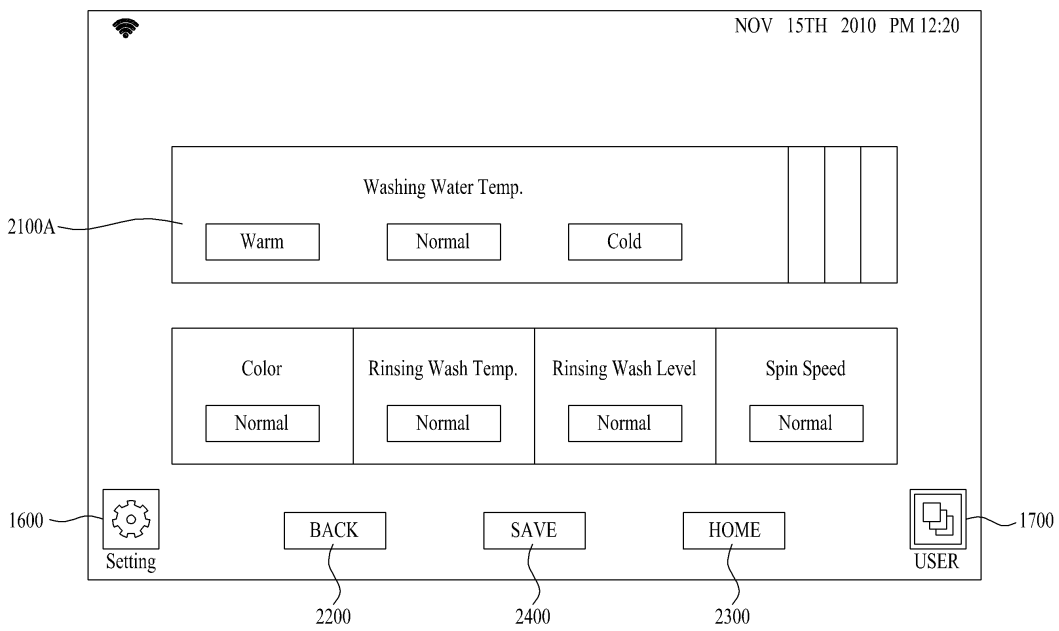 NOV 15TH 2010 PM 12:20
Washing Water Temp.
2100A
Warm Normal Cold
Color Rinsing Wash Temp. Rinsing Wash Level Spin Speed
Normal Normal Normal Normal
1600 BACK SAVE HOME 1700
Setting USER
2200 2400 2300